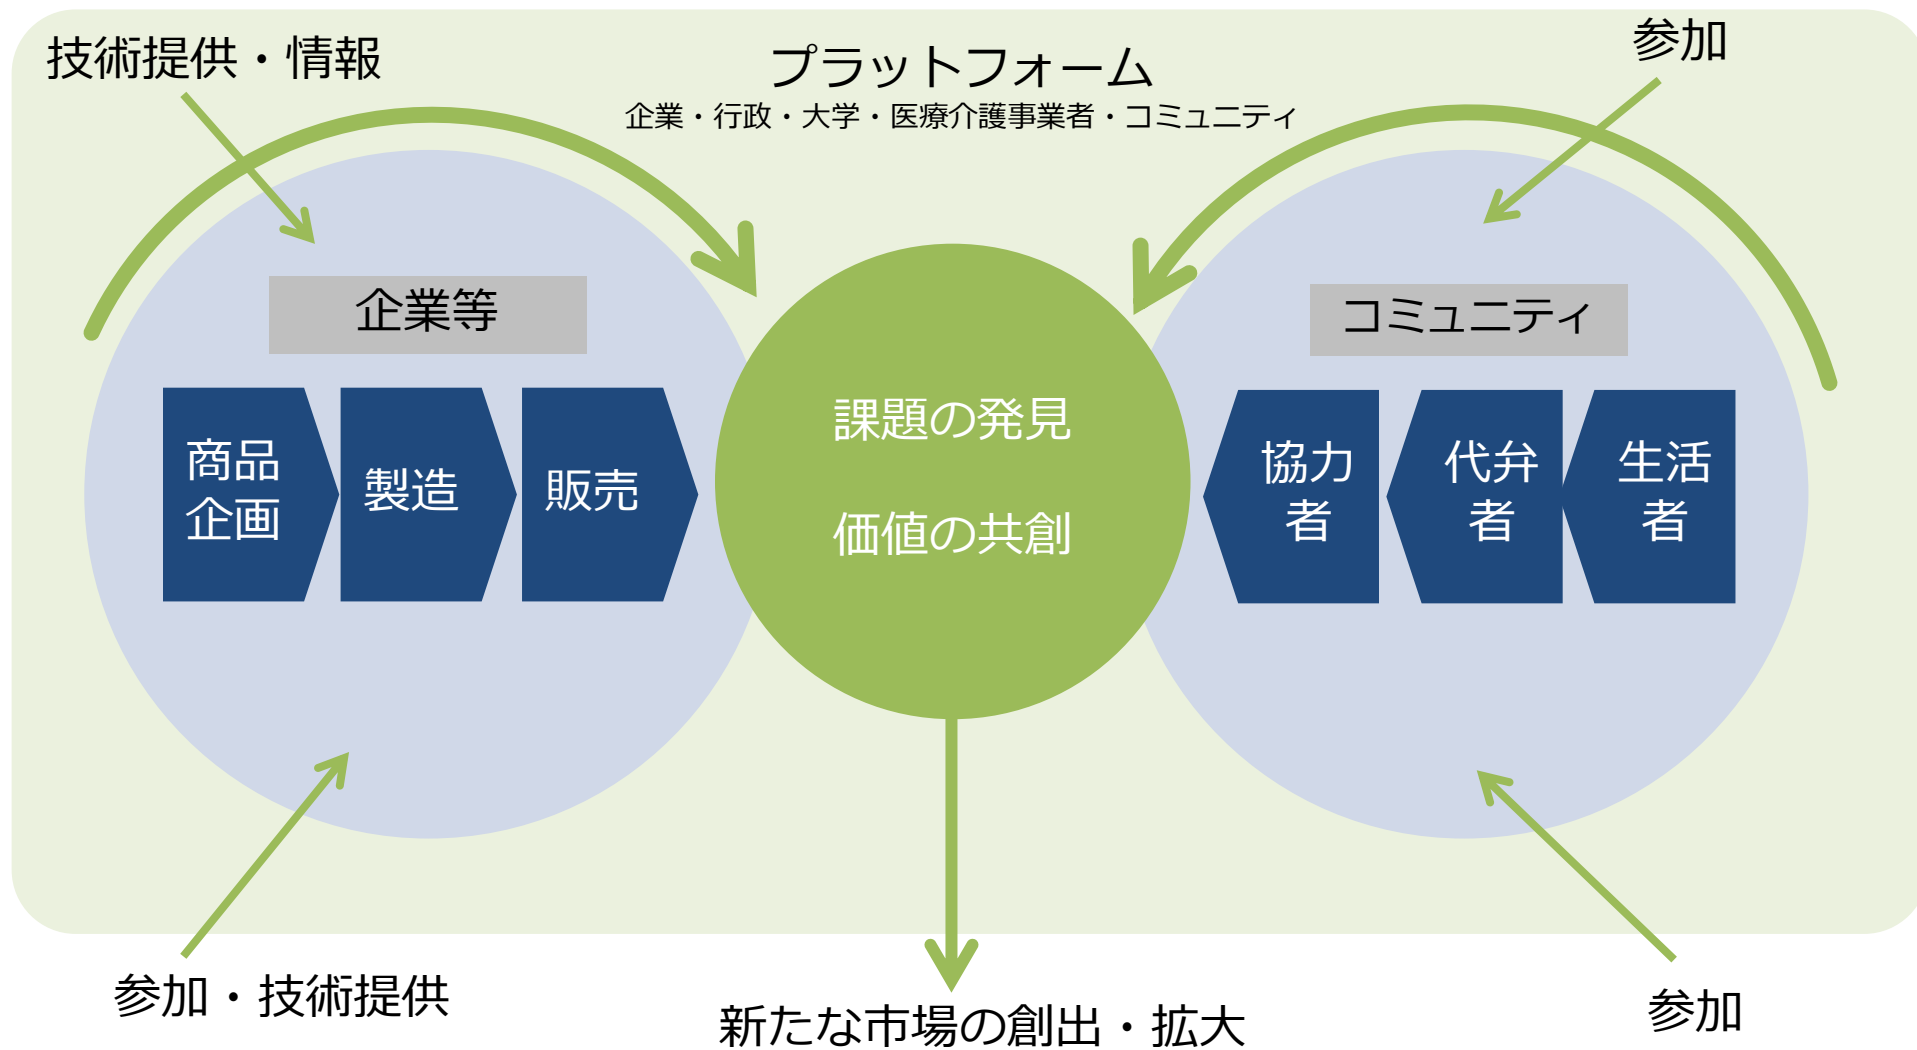 技術提供・情報
プラットフォーム
企業・行政・大学・医療介護事業者・コミュニティ
参加
企業等
商品
企画
製造
販売
課題の発見
価値の共創
コミュニティ
協力
者
代弁
者
生活
者
参加・技術提供
新たな市場の創出・拡大
参加